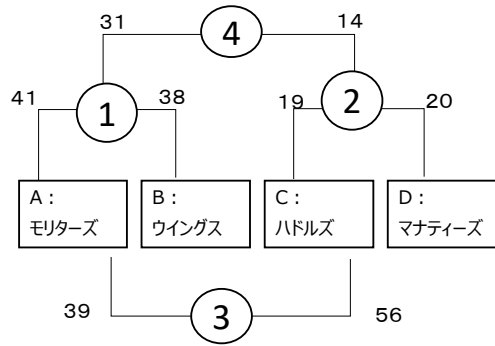 31 ④ 14
41 ① 38 19 ② 20
A：
モリターズ
B：
ウイングス
C：
ハドルズ
D：
マナティーズ
39 ③ 56